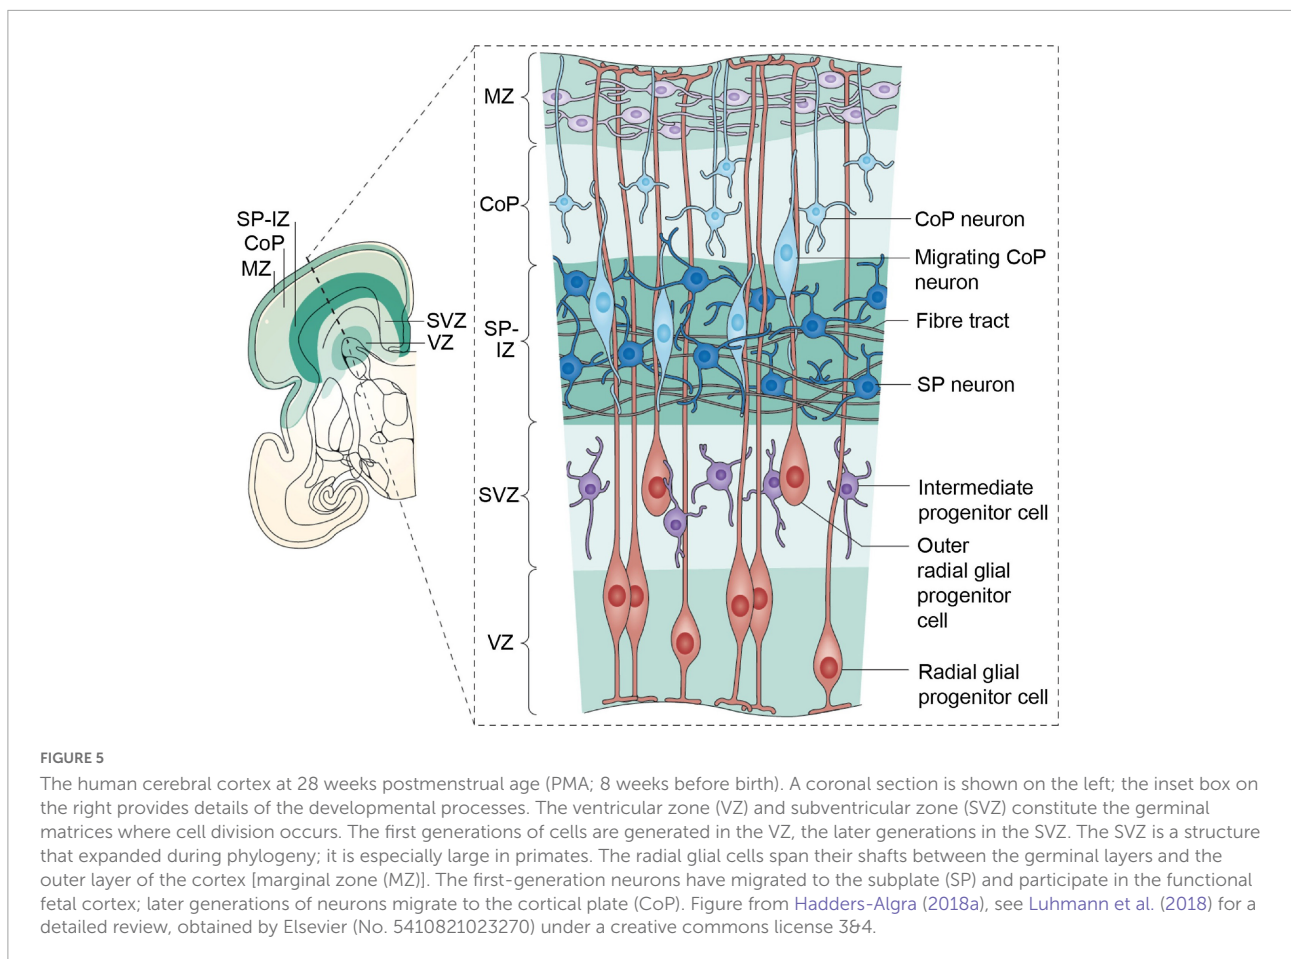 SP-IZ
CoP
MZ
SVZ
VZ
MZ
CoP
SP-
IZ
SVZ
VZ
CoP neuron
Migrating CoP
neuron
Fibre tract
SP neuron
Intermediate
progenitor cell
Outer
radial glial
progenitor
cell
Radial glial
progenitor cell
FIGURE 5
The human cerebral cortex at 28 weeks postmenstrual age (PMA; 8 weeks before birth). A coronal section is shown on the left; the inset box on
the right provides details of the developmental processes. The ventricular zone (VZ) and subventricular zone (SVZ) constitute the germinal
matrices where cell division occurs. The first generations of cells are generated in the VZ, the later generations in the SVZ. The SVZ is a structure
that expanded during phylogeny; it is especially large in primates. The radial glial cells span their shafts between the germinal layers and the
outer layer of the cortex [marginal zone (MZ)]. The first-generation neurons have migrated to the subplate (SP) and participate in the functional
fetal cortex; later generations of neurons migrate to the cortical plate (CoP). Figure from Hadders-Algra (2018a), see Luhmann et al. (2018) for a
detailed review, obtained by Elsevier (No. 5410821023270) under a creative commons license 3&4.